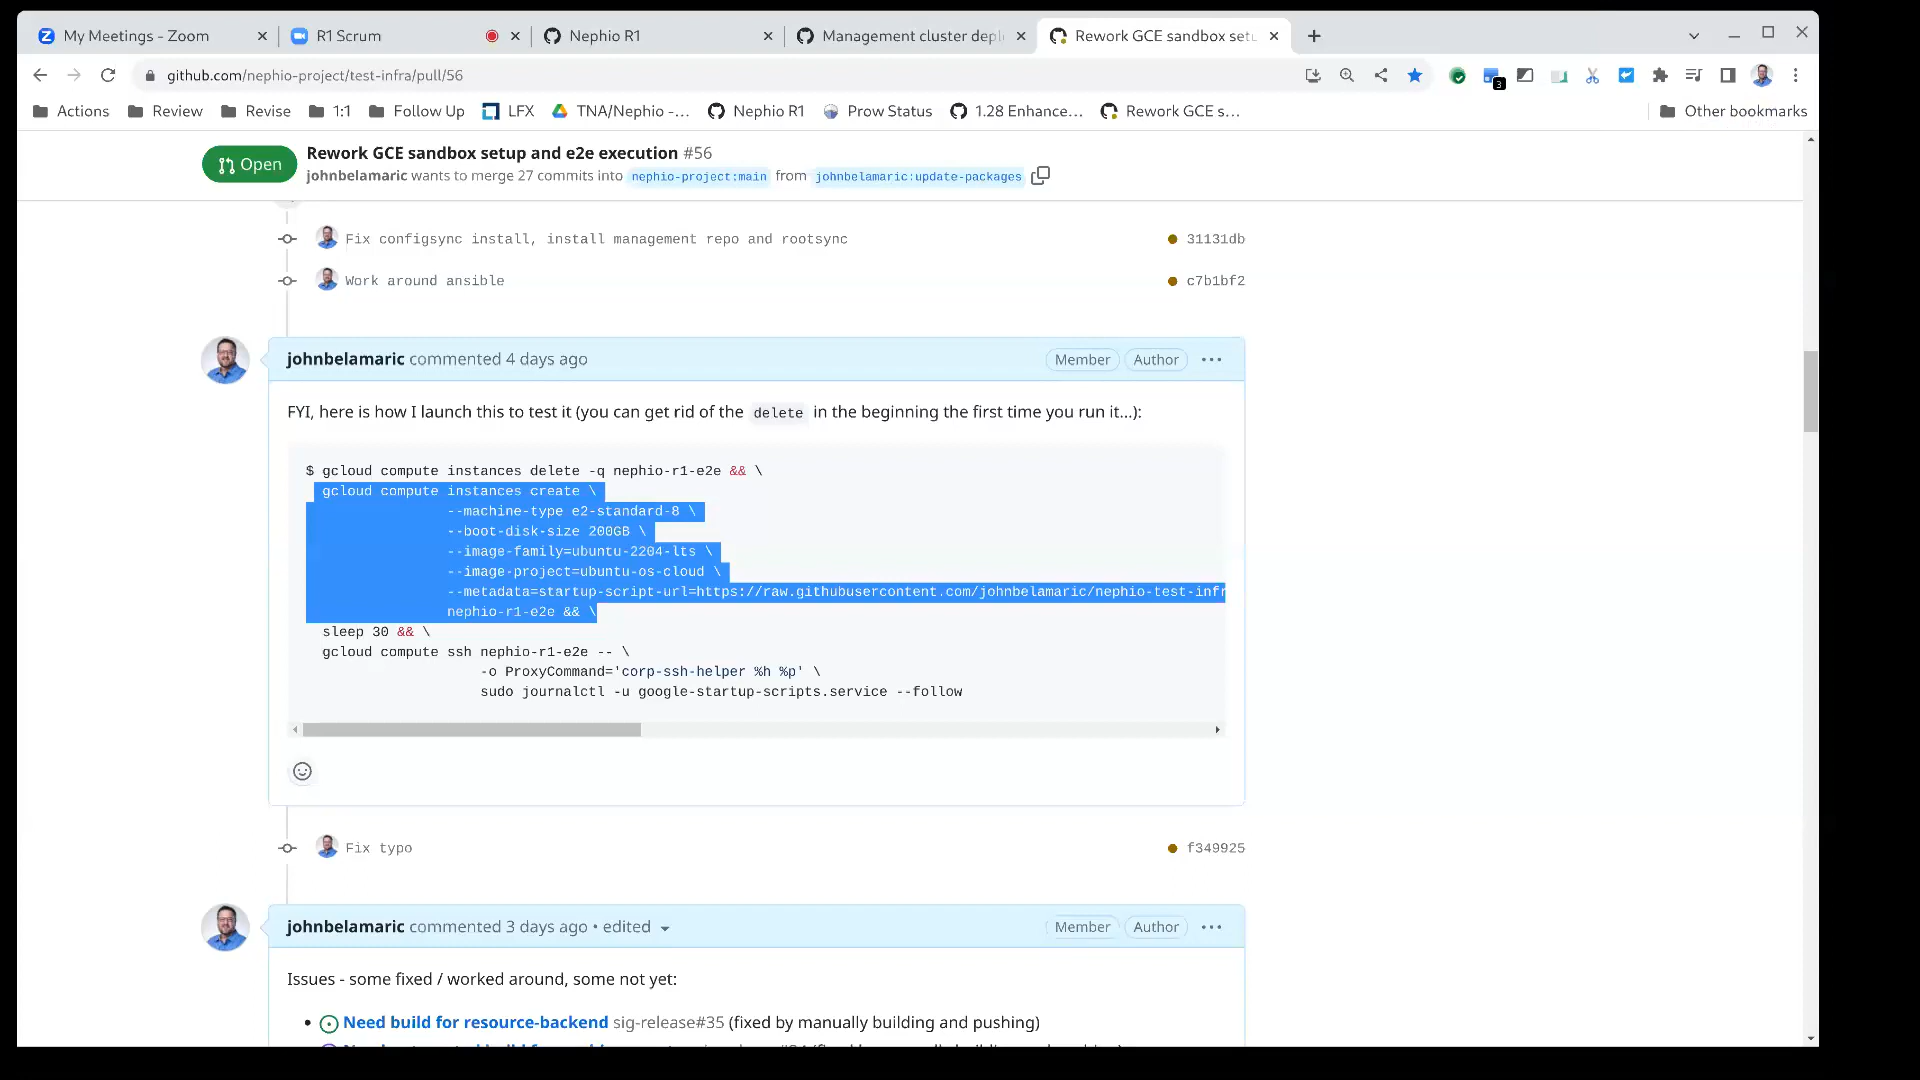 My Meetings - Zoom
R1 Scrum
Nephio R1
Management cluster depl
Rework GCE sandbox setu
github.com/nephio-project/test-infra/pull/56
3
Actions
Review
Revise
1:1
Follow Up
LFX
TNA/Nephio -...
Nephio R1
Prow Status
1.28 Enhance...
Rework GCE s...
Other bookmarks
Open
Rework GCE sandbox setup and e2e execution #56
johnbelamaric wants to merge 27 commits into nephio-project:main from johnbelamaric:update-packages
Fix configsync install, install management repo and rootsync 31131db
Work around ansible c7b1bf2
johnbelamaric commented 4 days ago Member Author
FYI, here is how I launch this to test it (you can get rid of the delete in the beginning the first time you run it...):
$ gcloud compute instances delete -q nephio-r1-e2e && \
gcloud compute instances create \
--machine-type e2-standard-8 \
--boot-disk-size 200GB \
--image-family=ubuntu-2204-lts \
--image-project=ubuntu-os-cloud \
--metadata=startup-script-url=https://raw.githubusercontent.com/johnbelamaric/nephio-test-infr
nephio-r1-e2e && \
sleep 30 && \
gcloud compute ssh nephio-r1-e2e -- \
-o ProxyCommand='corp-ssh-helper %h %p' \
sudo journalctl -u google-startup-scripts.service --follow
Fix typo f349925
johnbelamaric commented 3 days ago • edited Member Author
Issues - some fixed / worked around, some not yet:
• Need build for resource-backend sig-release#35 (fixed by manually building and pushing)